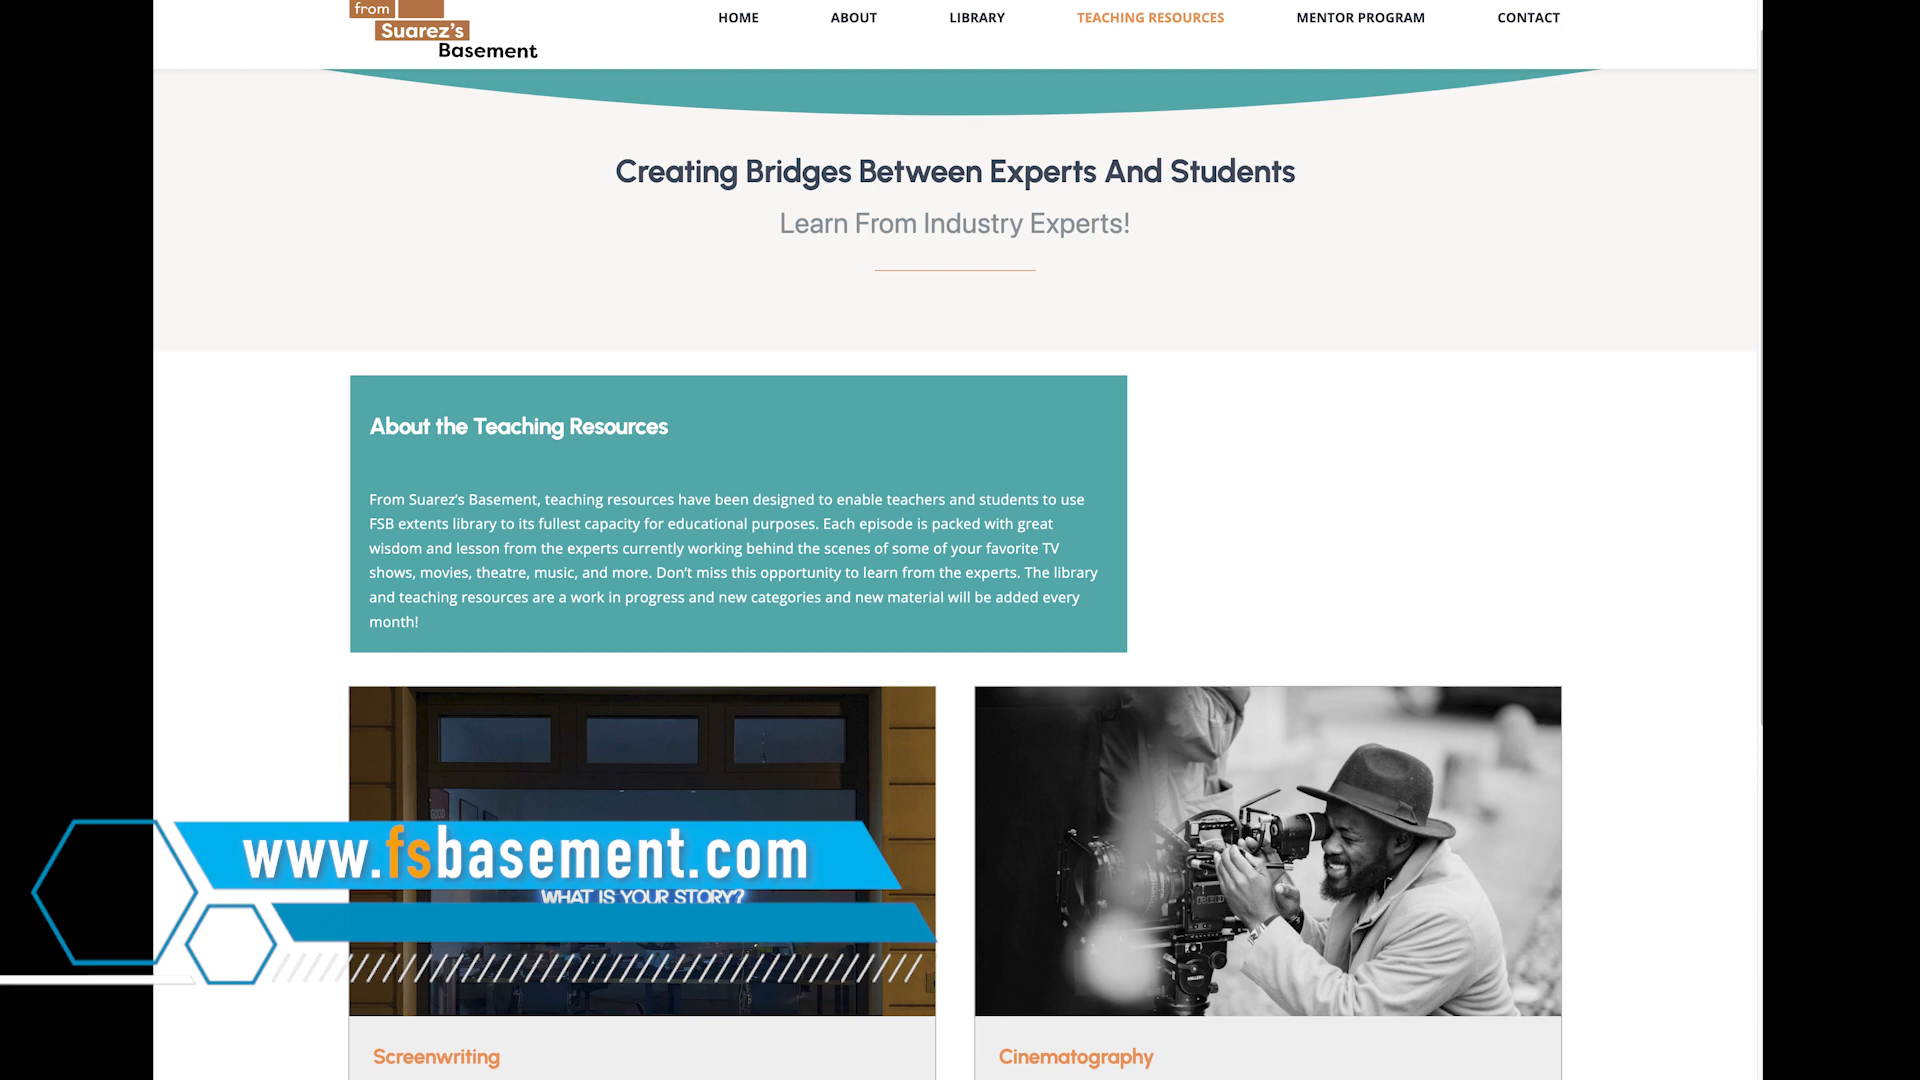 from
Suarez's
Basement
HOME ABOUT LIBRARY TEACHING RESOURCES MENTOR PROGRAM CONTACT
Creating Bridges Between Experts And Students
Learn From Industry Experts!
About the Teaching Resources
From Suarez's Basement, teaching resources have been designed to enable teachers and students to use
FSB extents library to its fullest capacity for educational purposes. Each episode is packed with great
wisdom and lesson from the experts currently working behind the scenes of some of your favorite TV
shows, movies, theatre, music, and more. Don't miss this opportunity to learn from the experts. The library
and teaching resources are a work in progress and new categories and new material will be added every
month!
GOOD
www.fsbasement.com
WHAT IS YOUR STORY?
RED
Screenwriting
Cinematography